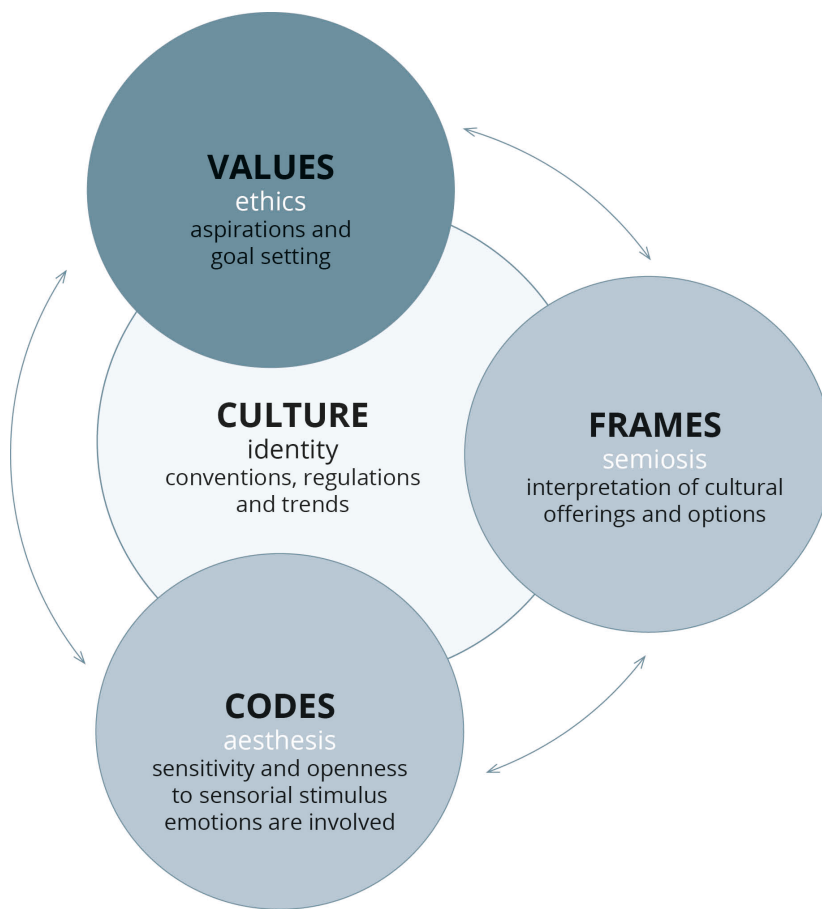 VALUES
ethics
aspirations and
goal setting
CULTURE
identity
conventions, regulations
and trends
FRAMES
semiosis
interpretation of cultural
offerings and options
CODES
aesthesis
sensitivity and openness
to sensorial stimulus
emotions are involved